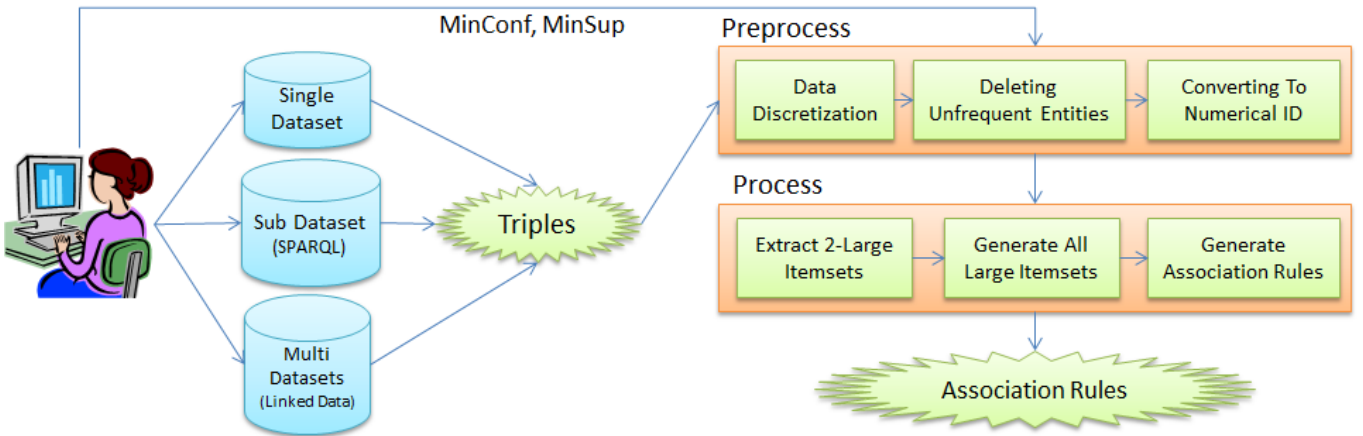 MinConf, MinSup
Single
Dataset
Sub Dataset
(SPARQL)
Multi
Datasets
(Linked Data)
Triples
Preprocess
Data
Discretization
Deleting
Unfrequent Entities
Converting To
Numerical ID
Process
Extract 2-Large
Itemsets
Generate All
Large Itemsets
Generate
Association Rules
Association Rules